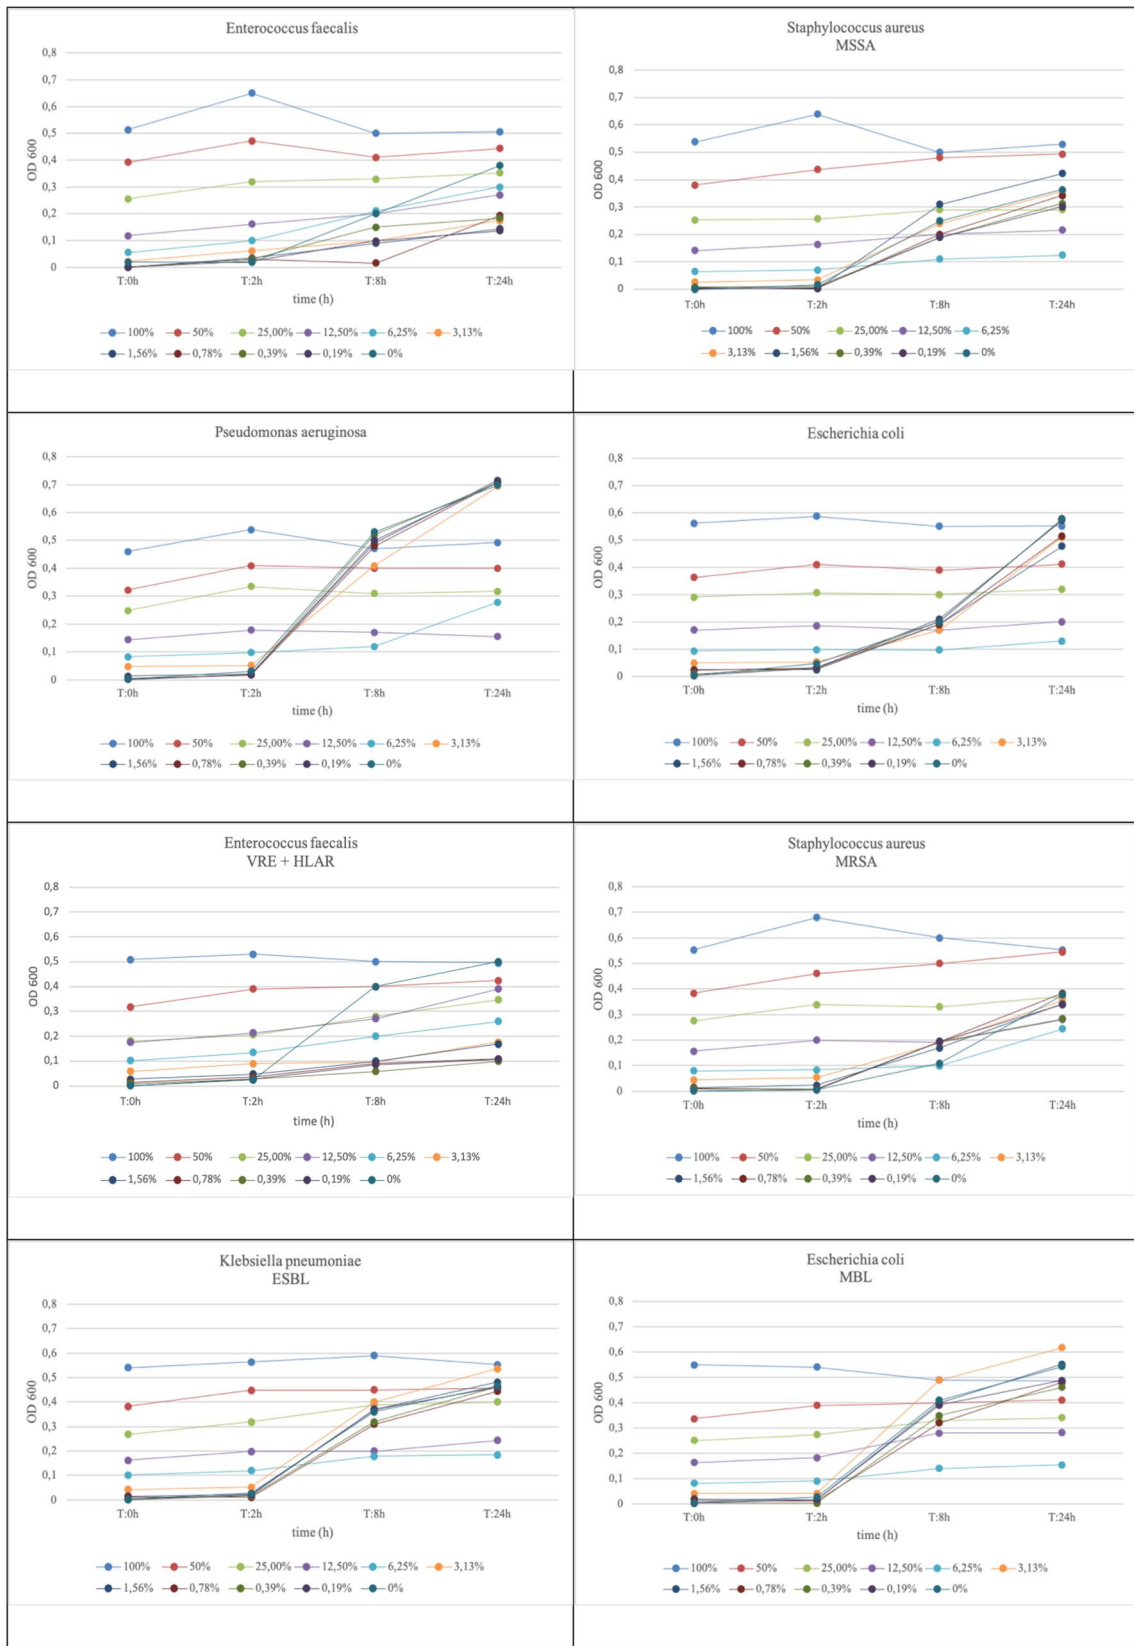 Enterococcus faecalis
0,8
0,7
0,6
0,5
0,4
0,3
0,2
0,1
0
OD 600
T:0h T:2h T:8h T:24h
time (h)
100% 50% 25,00% 12,50% 6,25% 3,13%
1,56% 0,78% 0,39% 0,19% 0%
Staphylococcus aureus
MSSA
0,8
0,7
0,6
0,5
0,4
0,3
0,2
0,1
0
OD 600
T:0h T:2h T:8h T:24h
time (h)
100% 50% 25,00% 12,50% 6,25%
3,13% 1,56% 0,78% 0,39% 0,19% 0%
Pseudomonas aeruginosa
0,8
0,7
0,6
0,5
0,4
0,3
0,2
0,1
0
OD 600
T:0h T:2h T:8h T:24h
time (h)
100% 50% 25,00% 12,50% 6,25% 3,13%
1,56% 0,78% 0,39% 0,19% 0%
Escherichia coli
0,8
0,7
0,6
0,5
0,4
0,3
0,2
0,1
0
OD 600
T:0h T:2h T:8h T:24h
time (h)
100% 50% 25,00% 12,50% 6,25% 3,13%
1,56% 0,78% 0,39% 0,19% 0%
Enterococcus faecalis
VRE + HLAR
0,8
0,7
0,6
0,5
0,4
0,3
0,2
0,1
0
OD 600
T:0h T:2h T:8h T:24h
time (h)
100% 50% 25,00% 12,50% 6,25% 3,13%
1,56% 0,78% 0,39% 0,19% 0%
Staphylococcus aureus
MRSA
0,8
0,7
0,6
0,5
0,4
0,3
0,2
0,1
0
OD 600
T:0h T:2h T:8h T:24h
time (h)
100% 50% 25,00% 12,50% 6,25% 3,13%
1,56% 0,78% 0,39% 0,19% 0%
Klebsiella pneumoniae
ESBL
0,8
0,7
0,6
0,5
0,4
0,3
0,2
0,1
0
OD 600
T:0h T:2h T:8h T:24h
time (h)
100% 50% 25,00% 12,50% 6,25% 3,13%
1,56% 0,78% 0,39% 0,19% 0%
Escherichia coli
MBL
0,8
0,7
0,6
0,5
0,4
0,3
0,2
0,1
0
OD 600
T:0h T:2h T:8h T:24h
time (h)
100% 50% 25,00% 12,50% 6,25% 3,13%
1,56% 0,78% 0,39% 0,19% 0%